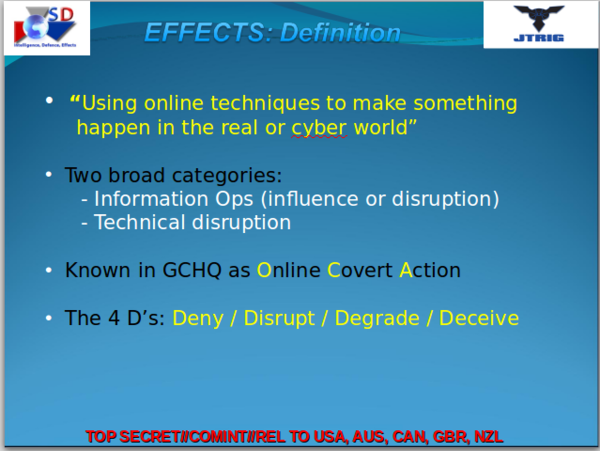 SD
Intelligence, Defence, Effects
EFFECTS: Definition
JTRIG
• “Using online techniques to make something
happen in the real or cyber world”
• Two broad categories:
- Information Ops (influence or disruption)
- Technical disruption
• Known in GCHQ as Online Covert Action
• The 4 D’s: Deny / Disrupt / Degrade / Deceive
TOP SECRET//COMINT//REL TO USA, AUS, CAN, GBR, NZL